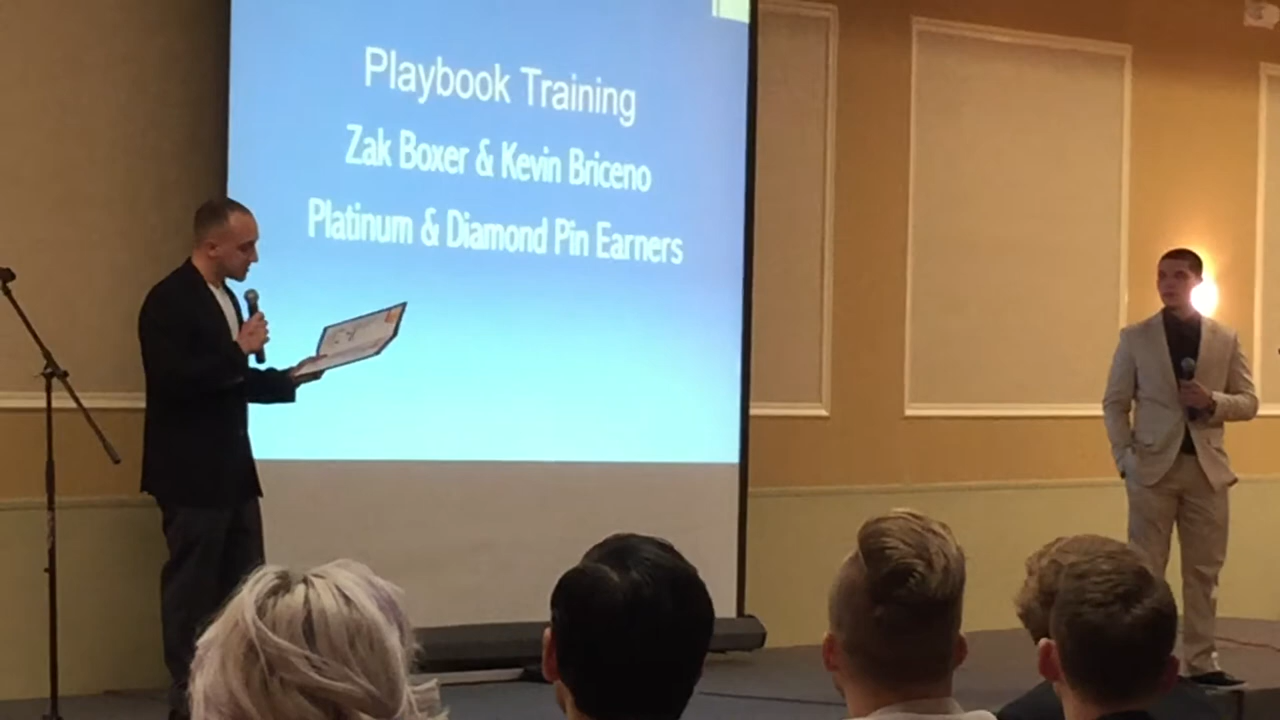 Playbook Training
Zak Boxer & Kevin Briceno
Platinum & Diamond Pin Earners